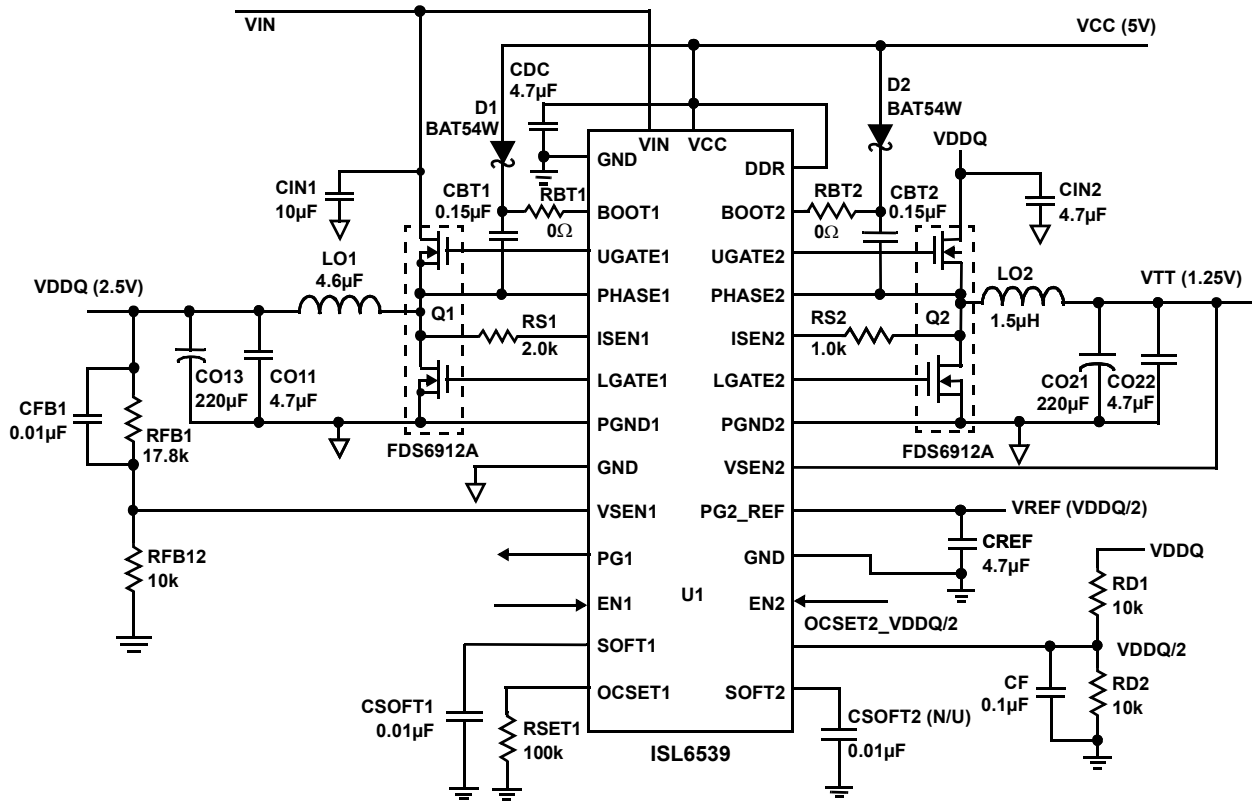 VIN
VCC (5V)
CDC
4.7µF
D1
BAT54W
D2
BAT54W
VDDQ
VIN
VCC
GND
DDR
CIN1
10µF
CBT1
0.15µF
RBT1
0Ω
BOOT1
BOOT2
RBT2
0Ω
CBT2
0.15µF
CIN2
4.7µF
UGATE1
UGATE2
LO1
4.6µF
VDDQ (2.5V)
Q1
PHASE1
PHASE2
Q2
LO2
1.5µH
VTT (1.25V)
RS1
2.0k
ISEN1
ISEN2
RS2
1.0k
CO13
220µF
CO11
4.7µF
LGATE1
LGATE2
CO21
220µF
CO22
4.7µF
CFB1
0.01µF
RFB1
17.8k
PGND1
PGND2
FDS6912A
FDS6912A
GND
VSEN2
VSEN1
PG2_REF
VREF (VDDQ/2)
RFB12
10k
PG1
GND
CREF
4.7µF
VDDQ
RD1
10k
U1
EN1
EN2
OCSET2_VDDQ/2
SOFT1
VDDQ/2
OCSET1
SOFT2
CF
0.1µF
RD2
10k
CSOFT1
0.01µF
RSET1
100k
CSOFT2 (N/U)
0.01µF
ISL6539